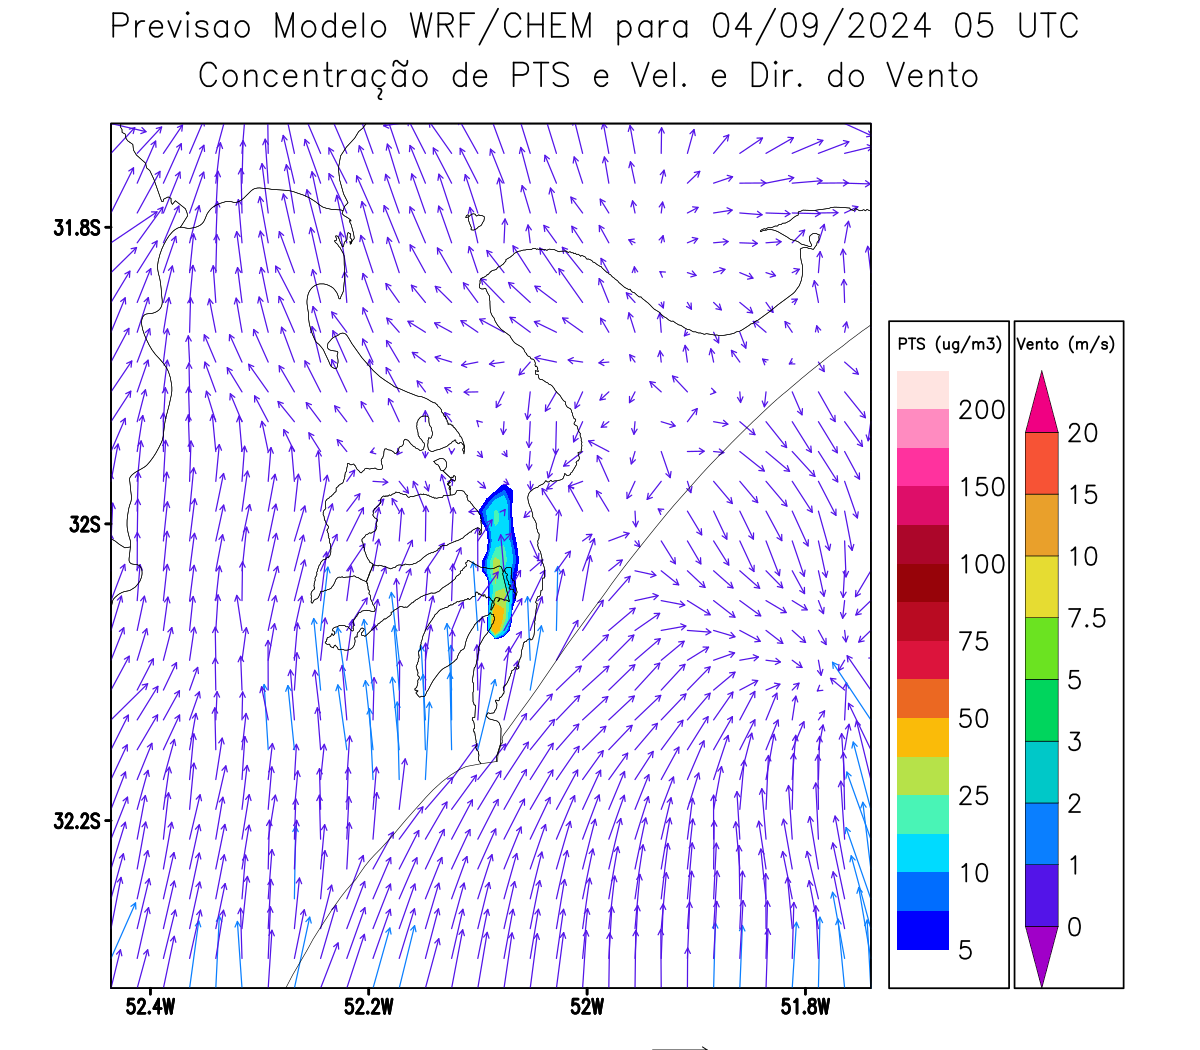 Previsao Modelo WRF/CHEM para 04/09/2024 05 UTC
Concentração de PTS e Vel. e Dir. do Vento
31.8S
32S
32.2S
52.4W
52.2W
52W
51.8W
PTS (ug/m3)
200
150
100
75
50
25
10
5
Vento (m/s)
20
15
10
7.5
5
3
2
1
0